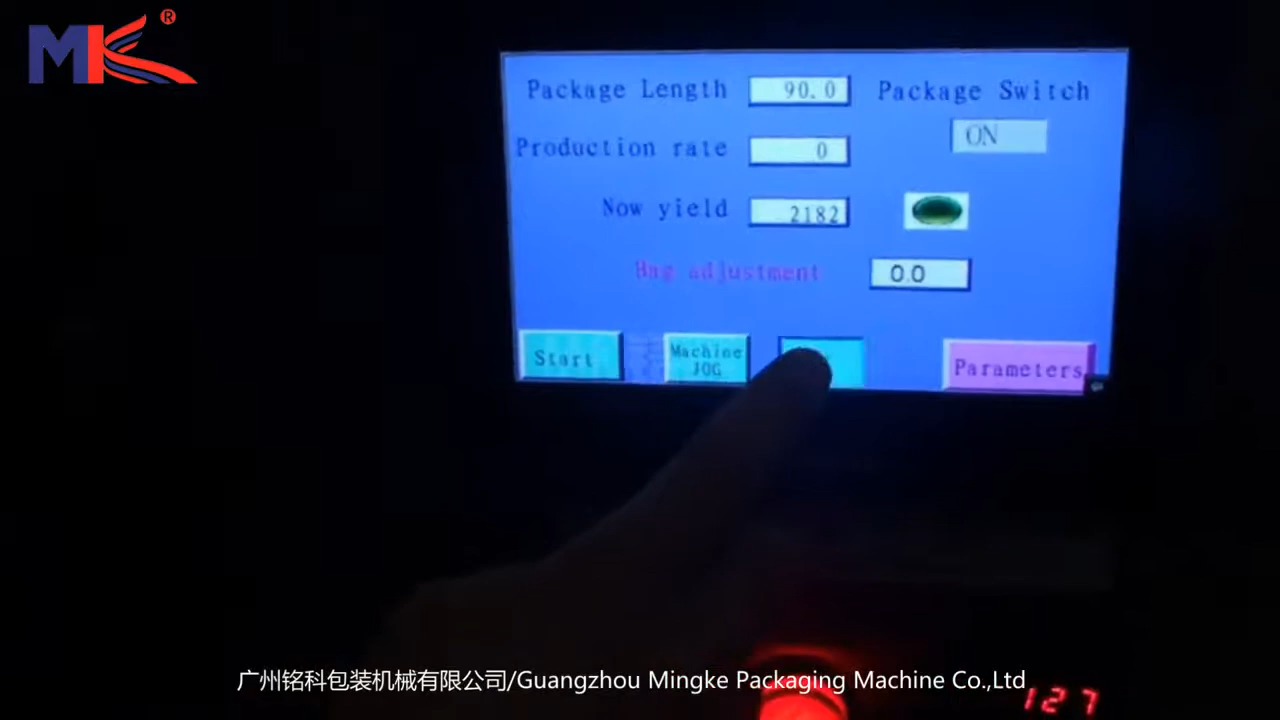 MK®
Package Length 90.0 Package Switch
ON
Production rate 0
Now yield 2182
Bag adjustment 0.0
Start Machine JOG Parameters
广州铭科包装机械有限公司/Guangzhou Mingke Packaging Machine Co.,Ltd
127